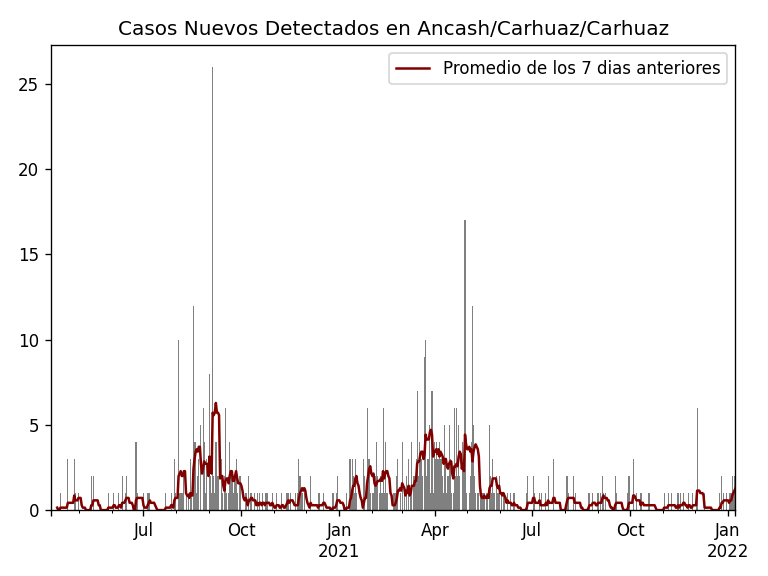 Casos Nuevos Detectados en Ancash/Carhuaz/Carhuaz
Promedio de los 7 dias anteriores
25
20
15
10
5
0
Jul Oct Jan Apr Jul Oct Jan
2021 2022